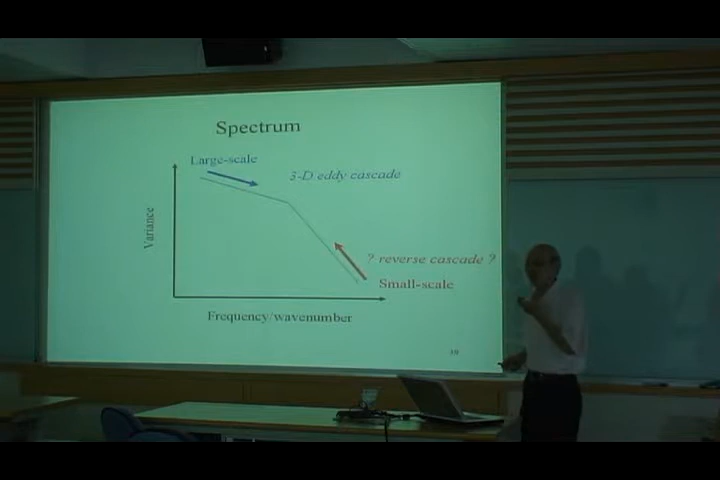 Spectrum
Large-scale
3-D eddy cascade
Variance
? reverse cascade ?
Small-scale
Frequency/wavenumber